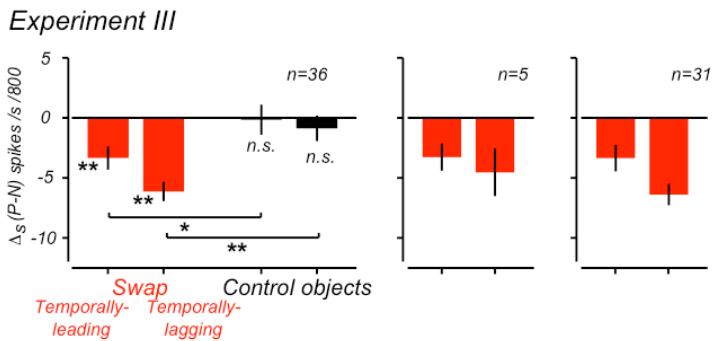 Experiment III
Δs(P-N) spikes /s /800
5
0
-5
-10
n=36
n.s.
n.s.
**
**
*
**
n=5
n=31
Swap
Control objects
Temporally-
leading
Temporally-
lagging